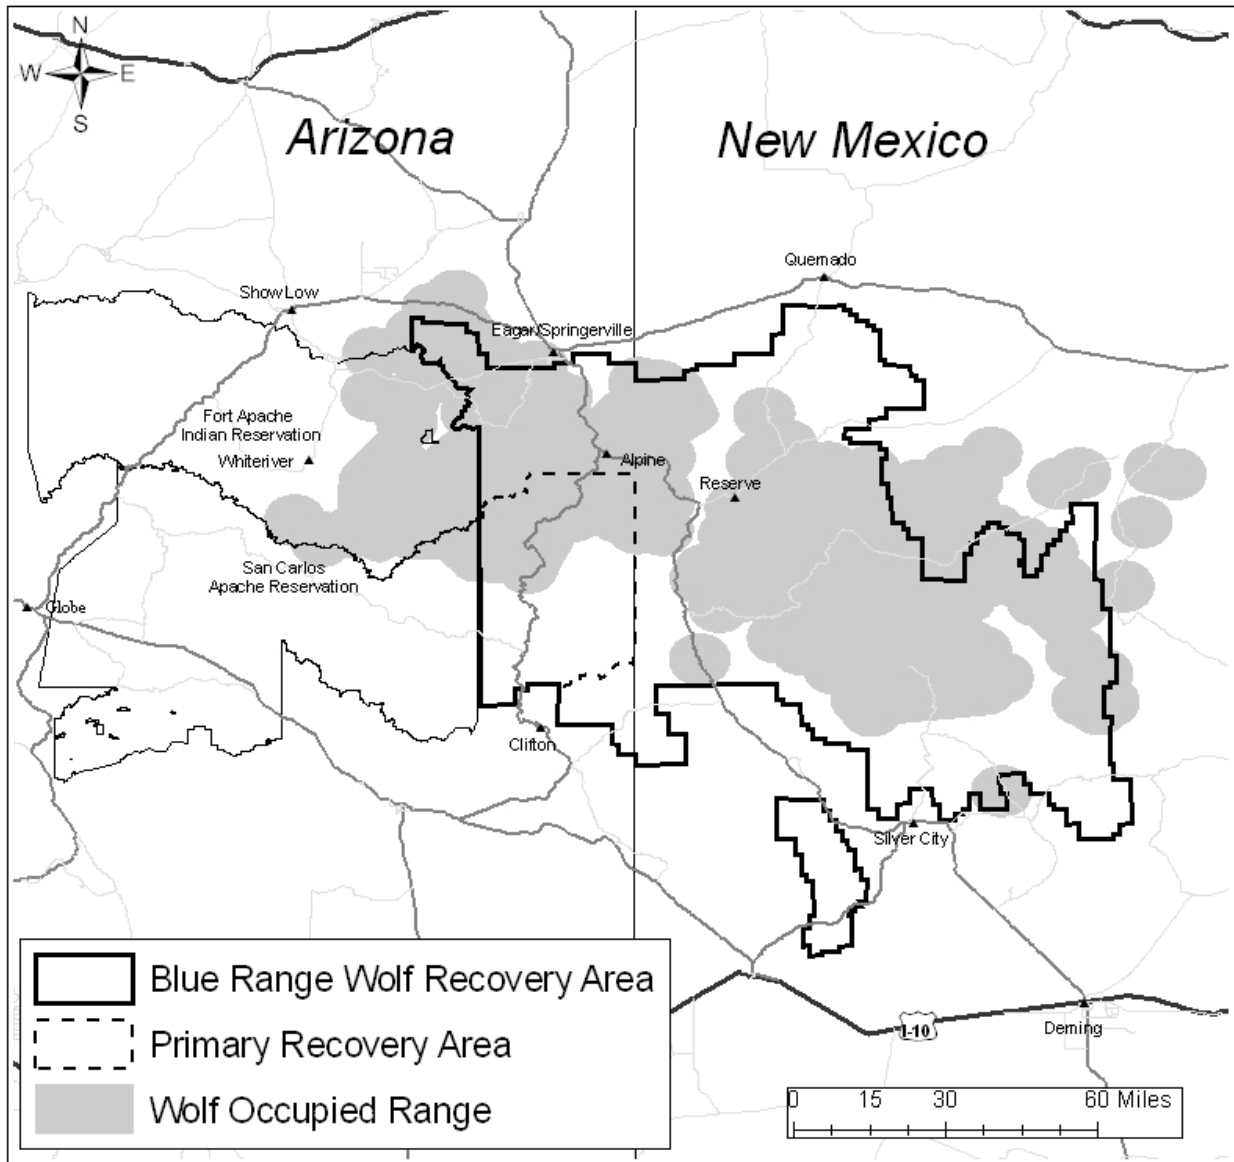 N
W E
S
Arizona
New Mexico
Quemado
Show Low
Eagar/Springerville
Fort Apache
Indian Reservation
Whiteriver
Alpine
Reserve
San Carlos
Apache Reservation
Globe
Clifton
Silver City
I-10
Deming
Blue Range Wolf Recovery Area
Primary Recovery Area
Wolf Occupied Range
0 15 30 60 Miles